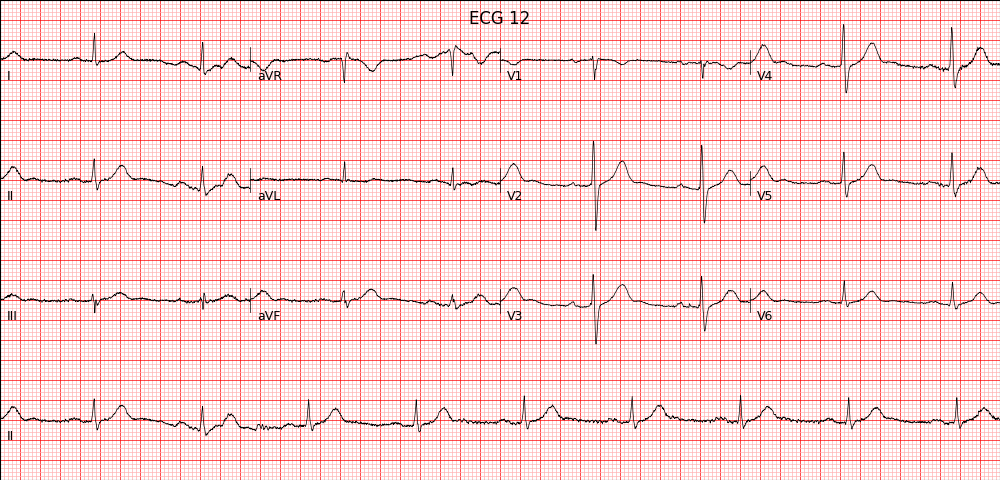 ECG 12
I aVR V1 V4
II aVL V2 V5
III aVF V3 V6
II